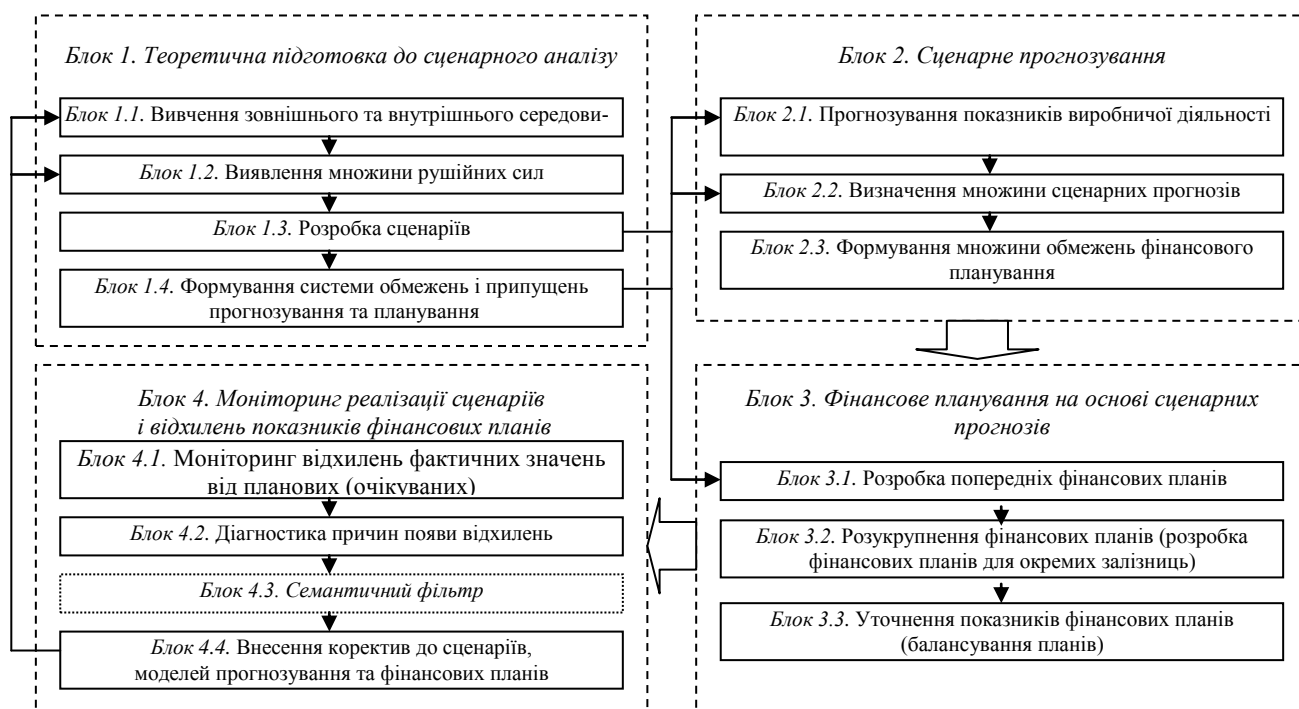 Блок 1. Теоретична підготовка до сценарного аналізу
Блок 1.1. Вивчення зовнішнього та внутрішнього середови-
Блок 1.2. Виявлення множини рушійних сил
Блок 1.3. Розробка сценаріїв
Блок 1.4. Формування системи обмежень і припущень
прогнозування та планування
Блок 2. Сценарне прогнозування
Блок 2.1. Прогнозування показників виробничої діяльності
Блок 2.2. Визначення множини сценарних прогнозів
Блок 2.3. Формування множини обмежень фінансового
планування
Блок 4. Моніторинг реалізації сценаріїв
і відхилень показників фінансових планів
Блок 4.1. Моніторинг відхилень фактичних значень
від планових (очікуваних)
Блок 4.2. Діагностика причин появи відхилень
Блок 4.3. Семантичний фільтр
Блок 4.4. Внесення коректив до сценаріїв,
моделей прогнозування та фінансових планів
Блок 3. Фінансове планування на основі сценарних
прогнозів
Блок 3.1. Розробка попередніх фінансових планів
Блок 3.2. Розукрупнення фінансових планів (розробка
фінансових планів для окремих залізниць)
Блок 3.3. Уточнення показників фінансових планів
(балансування планів)